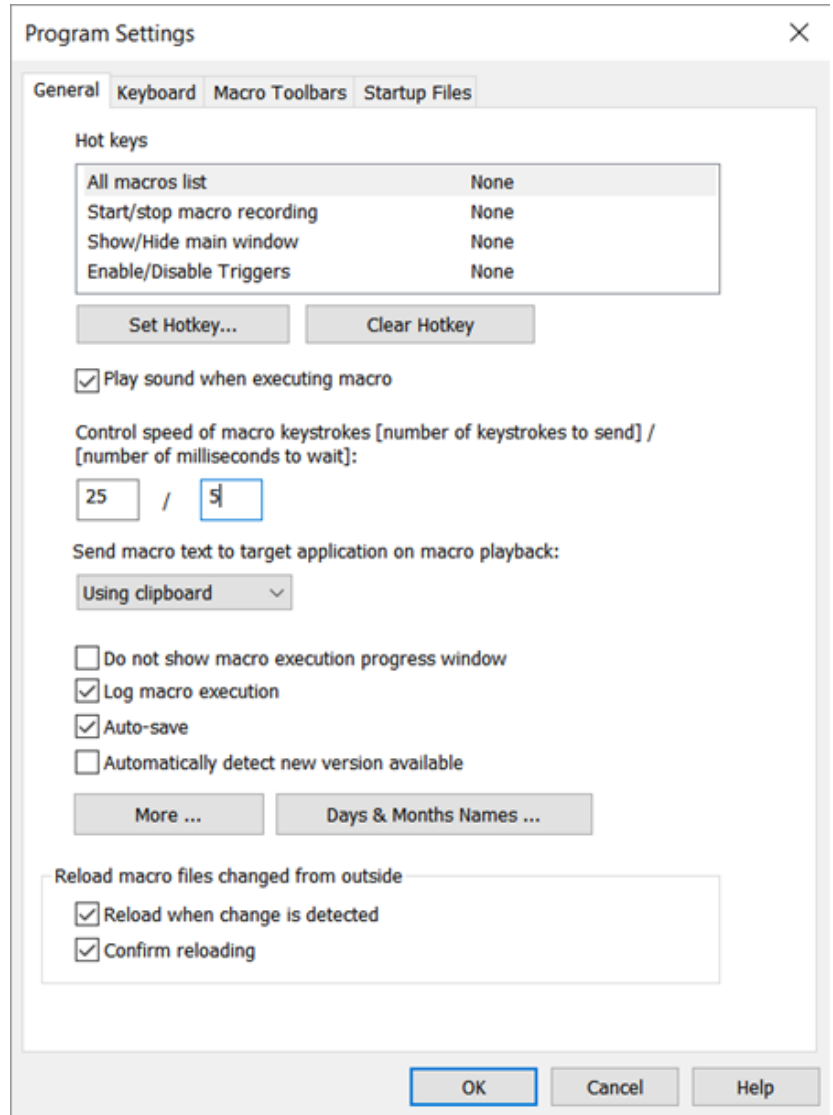 Program Settings
General Keyboard Macro Toolbars Startup Files
Hot keys
All macros list None
Start/stop macro recording None
Show/Hide main window None
Enable/Disable Triggers None
Set Hotkey... Clear Hotkey
Play sound when executing macro
Control speed of macro keystrokes [number of keystrokes to send] /
[number of milliseconds to wait]:
25 / 5
Send macro text to target application on macro playback:
Using clipboard
Do not show macro execution progress window
Log macro execution
Auto-save
Automatically detect new version available
More ... Days & Months Names ...
Reload macro files changed from outside
Reload when change is detected
Confirm reloading
OK Cancel Help